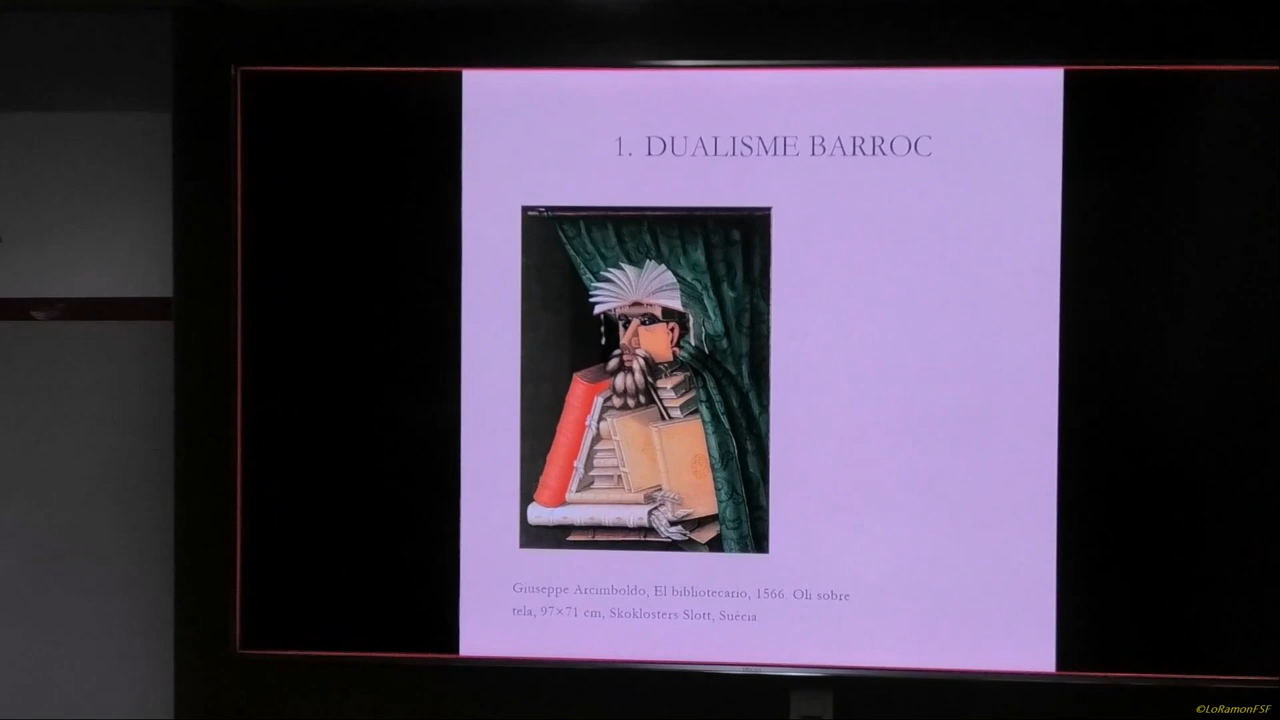 1. DUALISME BARROC
Giuseppe Arcimboldo, El bibliotecario, 1566. Oli sobre
tela, 97×71 cm, Skoklosters Slott, Suècia
©LoRamonFSF